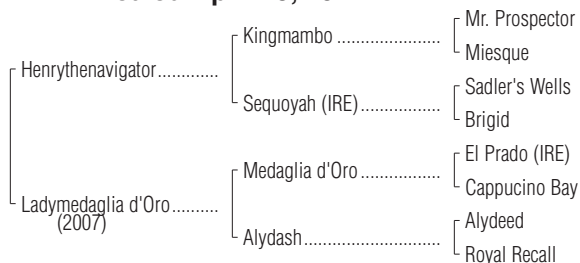 Henrythenavigator.............
Kingmambo ...................
Mr. Prospector
Miesque
Sequoyah (IRE)..................
Sadler's Wells
Brigid
Ladymedaglia d'Oro..........
(2007)
Medaglia d'Oro ..................
El Prado (IRE)
Cappucino Bay
Alydash...............................
Alydeed
Royal Recall